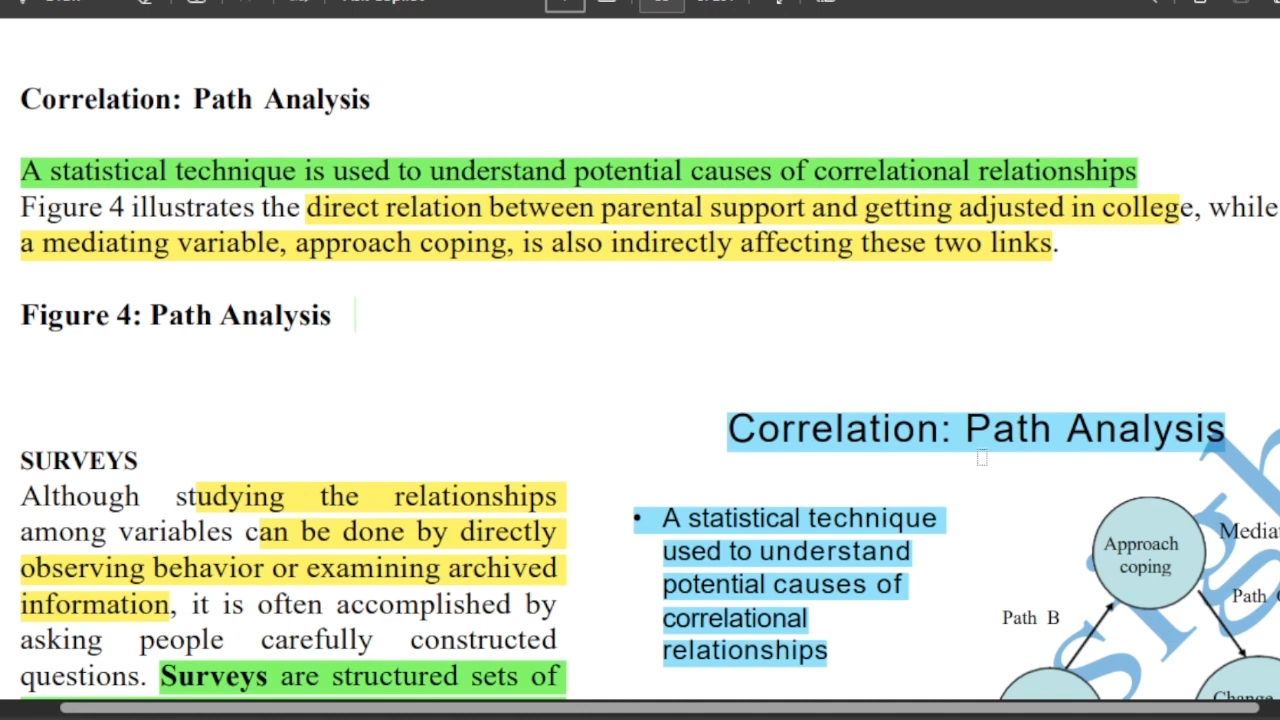 Correlation: Path Analysis
A statistical technique is used to understand potential causes of correlational relationships
Figure 4 illustrates the direct relation between parental support and getting adjusted in college, while
a mediating variable, approach coping, is also indirectly affecting these two links.
Figure 4: Path Analysis
SURVEYS
Although studying the relationships
among variables can be done by directly
observing behavior or examining archived
information, it is often accomplished by
asking people carefully constructed
questions. Surveys are structured sets of
Correlation: Path Analysis
• A statistical technique
used to understand
potential causes of
correlational
relationships
Approach
coping
Path B
Path
Change